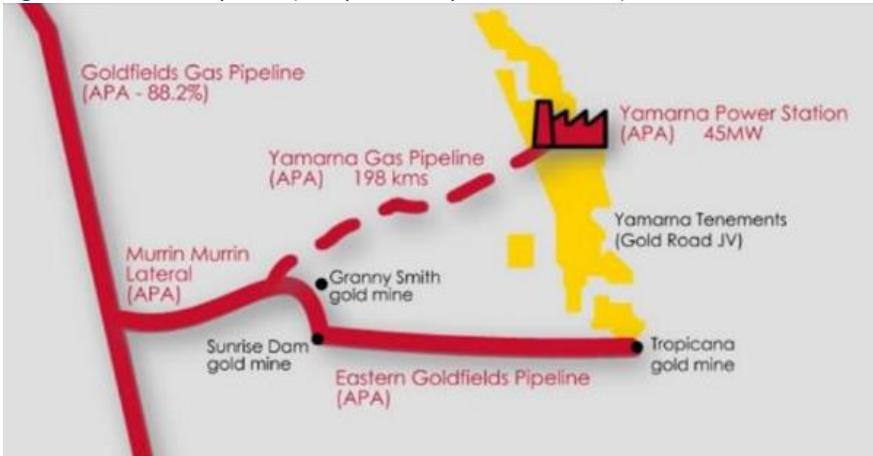 Goldfields Gas Pipeline
(APA - 88.2%)
Yamarna Power Station
(APA) 45MW
Yamarna Gas Pipeline
(APA) 198 kms
Yamarna Tenements
(Gold Road JV)
Murrin Murrin
Lateral
(APA)
Granny Smith
gold mine
Sunrise Dam
gold mine
Tropicana
gold mine
Eastern Goldfields Pipeline
(APA)